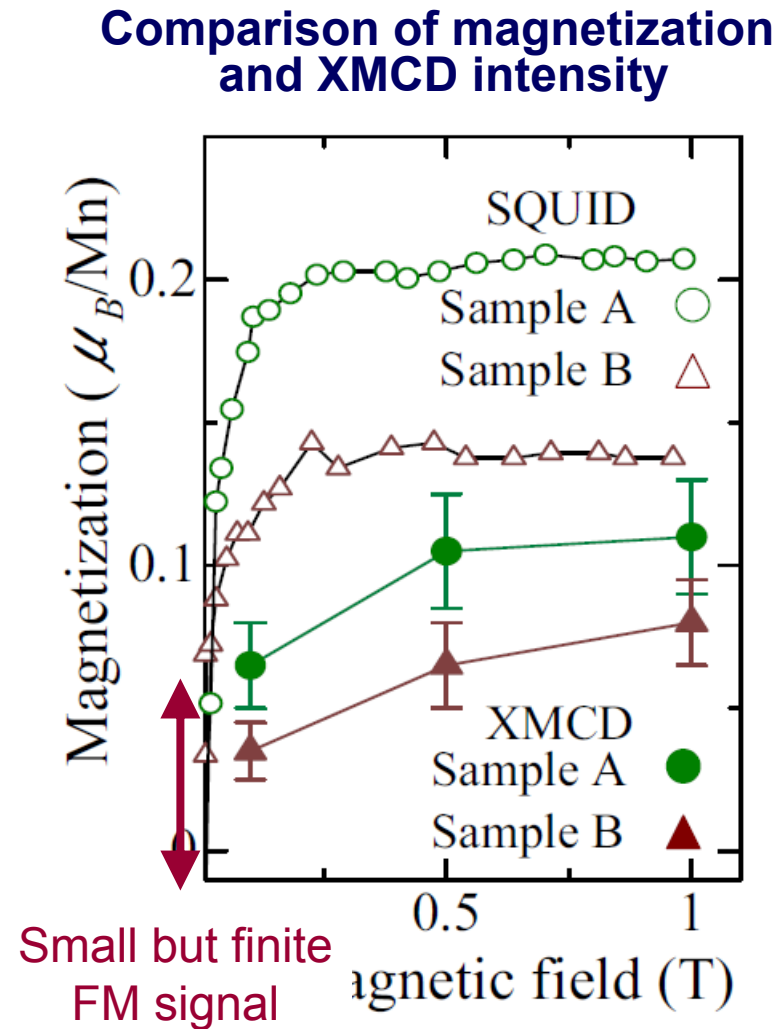 Comparison of magnetization
and XMCD intensity
Magnetization ( μ B/Mn)
0.2
0.1
0
SQUID
Sample A
Sample B
XMCD
Sample A
Sample B
0.5
1
agnetic field (T)
Small but finite
FM signal